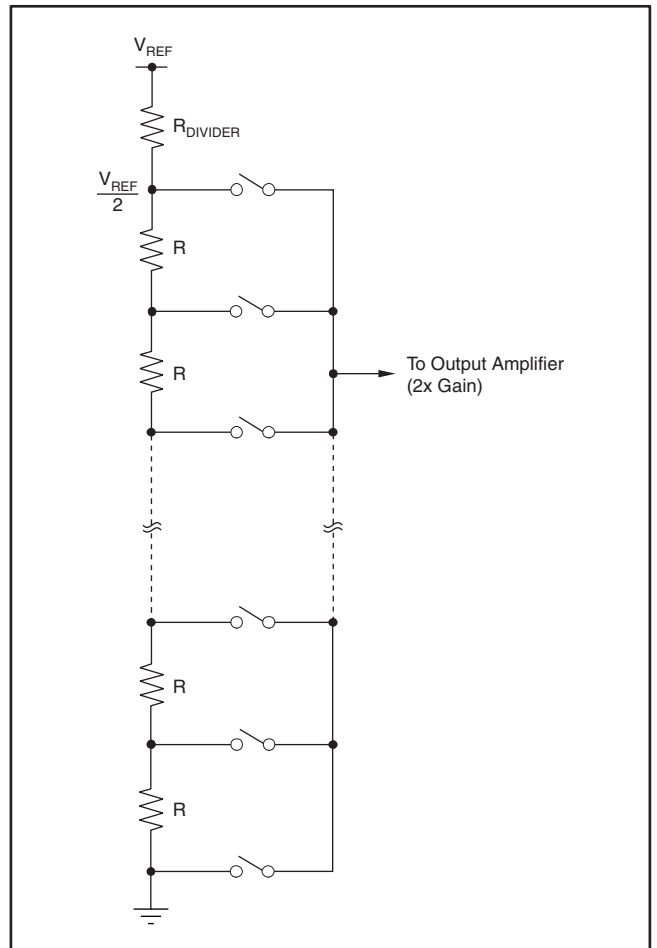 VREF
RDIVIDER
VREF
2
R
R
To Output Amplifier
(2x Gain)
R
R